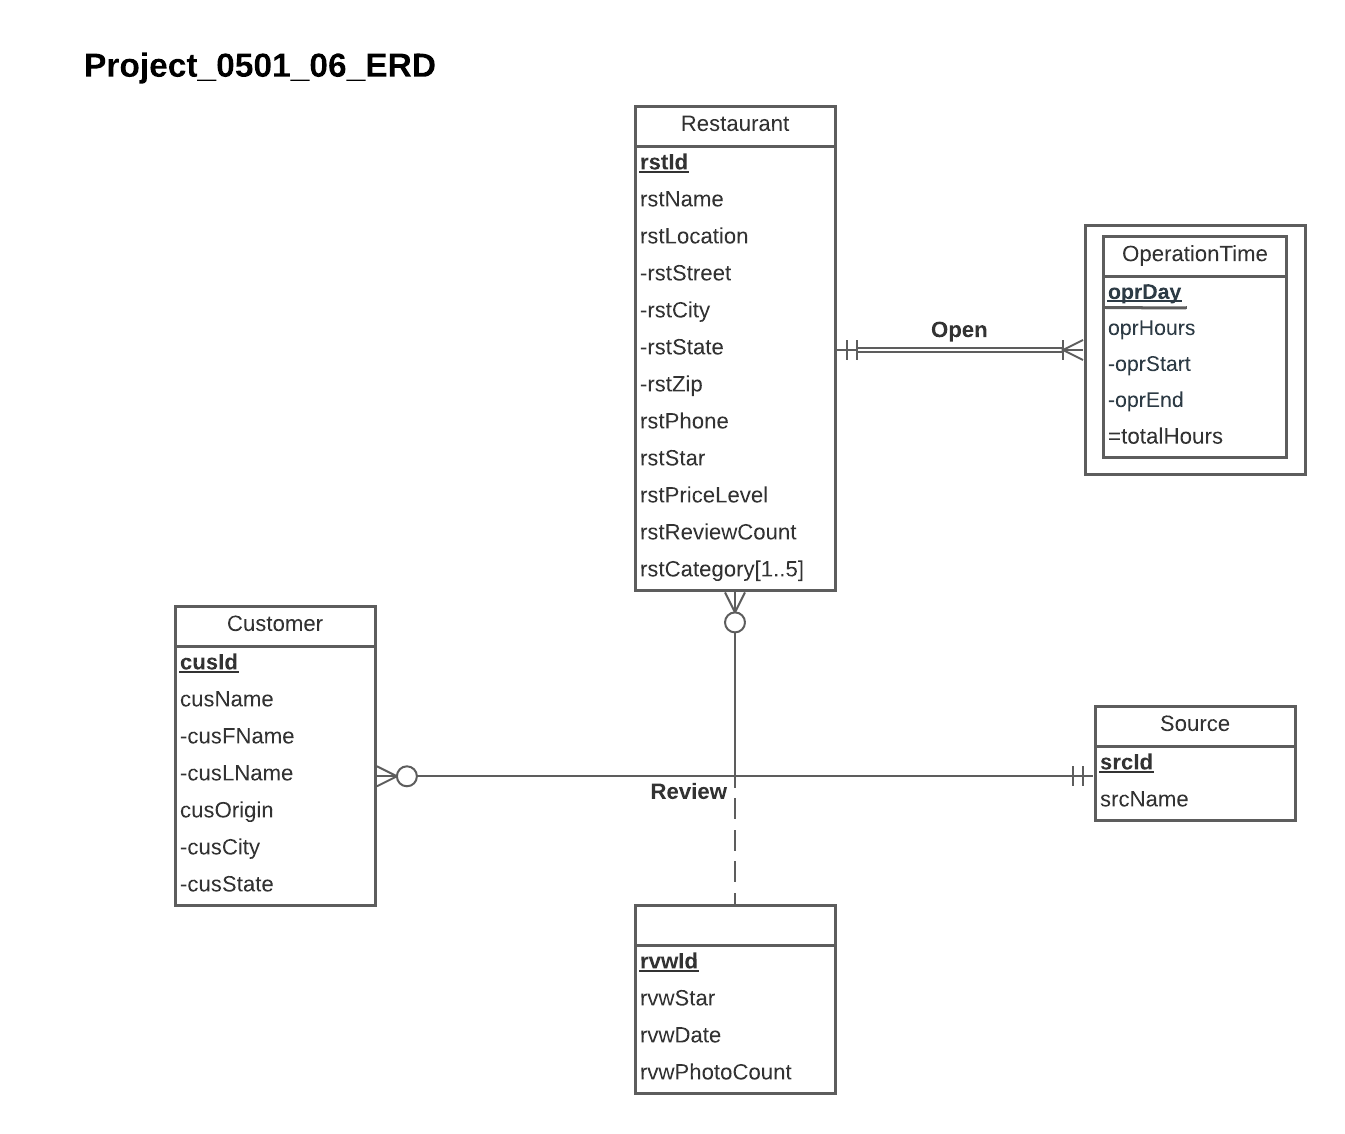 Project_0501_06_ERD
Restaurant
rstId
rstName
rstLocation
-rstStreet
-rstCity
-rstState
-rstZip
rstPhone
rstStar
rstPriceLevel
rstReviewCount
rstCategory[1..5]
Open
OperationTime
oprDay
oprHours
-oprStart
-oprEnd
=totalHours
Customer
cusId
cusName
-cusFName
-cusLName
cusOrigin
-cusCity
-cusState
Review
Source
srcId
srcName
rvwId
rvwStar
rvwDate
rvwPhotoCount